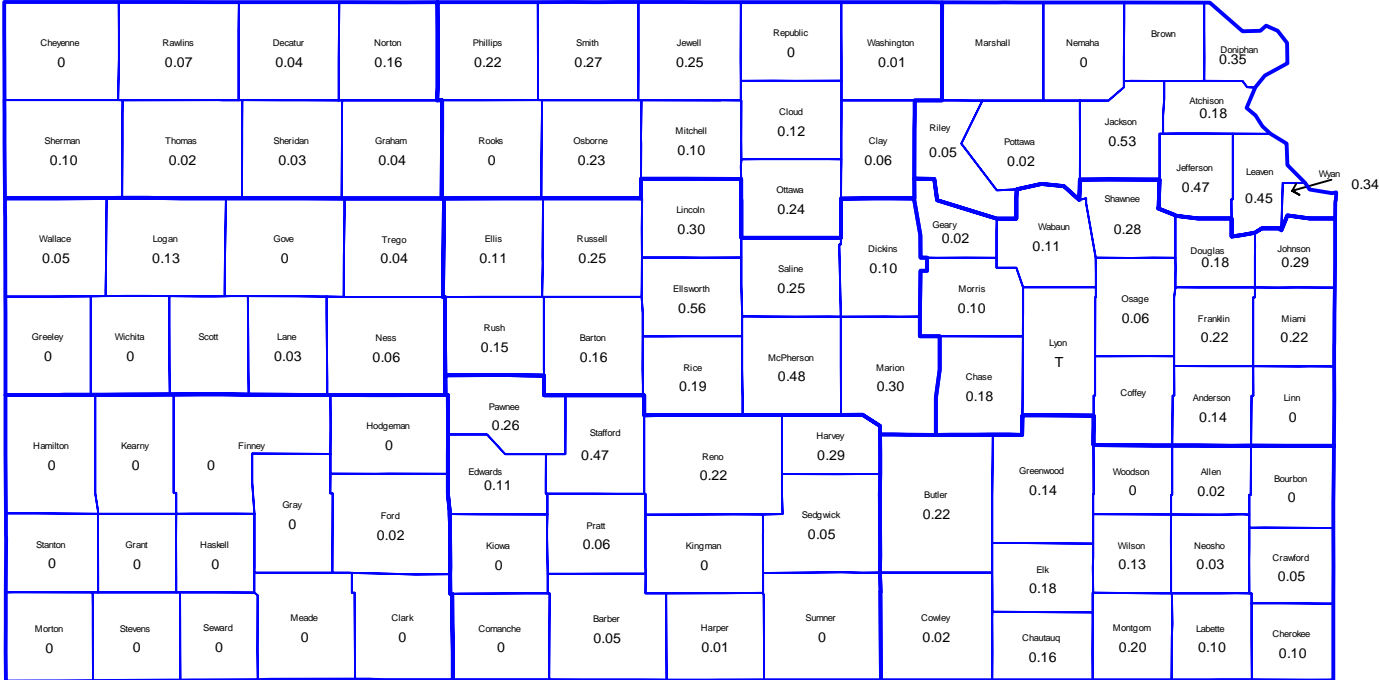 Cheyenne
0
Rawlins
0.07
Decatur
0.04
Norton
0.16
Phillips
0.22
Smith
0.27
Jewell
0.25
Republic
0
Washington
0.01
Marshall
Nemaha
0
Brown
Doniphan
0.35
Sherman
0.10
Thomas
0.02
Sheridan
0.03
Graham
0.04
Rooks
0
Osborne
0.23
Mitchell
0.10
Cloud
0.12
Clay
0.06
Riley
0.05
Pottawa
0.02
Jackson
0.53
Atchison
0.18
Jefferson
0.47
Leaven
0.45
Wyan
0.34
Ottawa
0.24
Lincoln
0.30
Wallace
0.05
Logan
0.13
Gove
0
Trego
0.04
Ellis
0.11
Russell
0.25
Ellsworth
0.56
Saline
0.25
Dickins
0.10
Geary
0.02
Wabaun
0.11
Shawnee
0.28
Douglas
0.18
Johnson
0.29
Morris
0.10
Osage
0.06
Franklin
0.22
Miami
0.22
Greeley
0
Wichita
0
Scott
Lane
0.03
Ness
0.06
Rush
0.15
Barton
0.16
Rice
0.19
McPherson
0.48
Marion
0.30
Chase
0.18
Lyon
T
Coffey
Anderson
0.14
Linn
0
Hamilton
0
Kearny
0
Finney
0
Hodgeman
0
Pawnee
0.26
Stafford
0.47
Edwards
0.11
Reno
0.22
Harvey
0.29
Butler
0.22
Greenwood
0.14
Woodson
0
Allen
0.02
Bourbon
0
Gray
0
Ford
0.02
Stanton
0
Grant
0
Haskell
0
Kiowa
0
Pratt
0.06
Kingman
0
Sedgwick
0.05
Elk
0.18
Wilson
0.13
Neosho
0.03
Crawford
0.05
Morton
0
Stevens
0
Seward
0
Meade
0
Clark
0
Comanche
0
Barber
0.05
Harper
0.01
Sumner
0
Cowley
0.02
Chautauq
0.16
Montgom
0.20
Labette
0.10
Cherokee
0.10